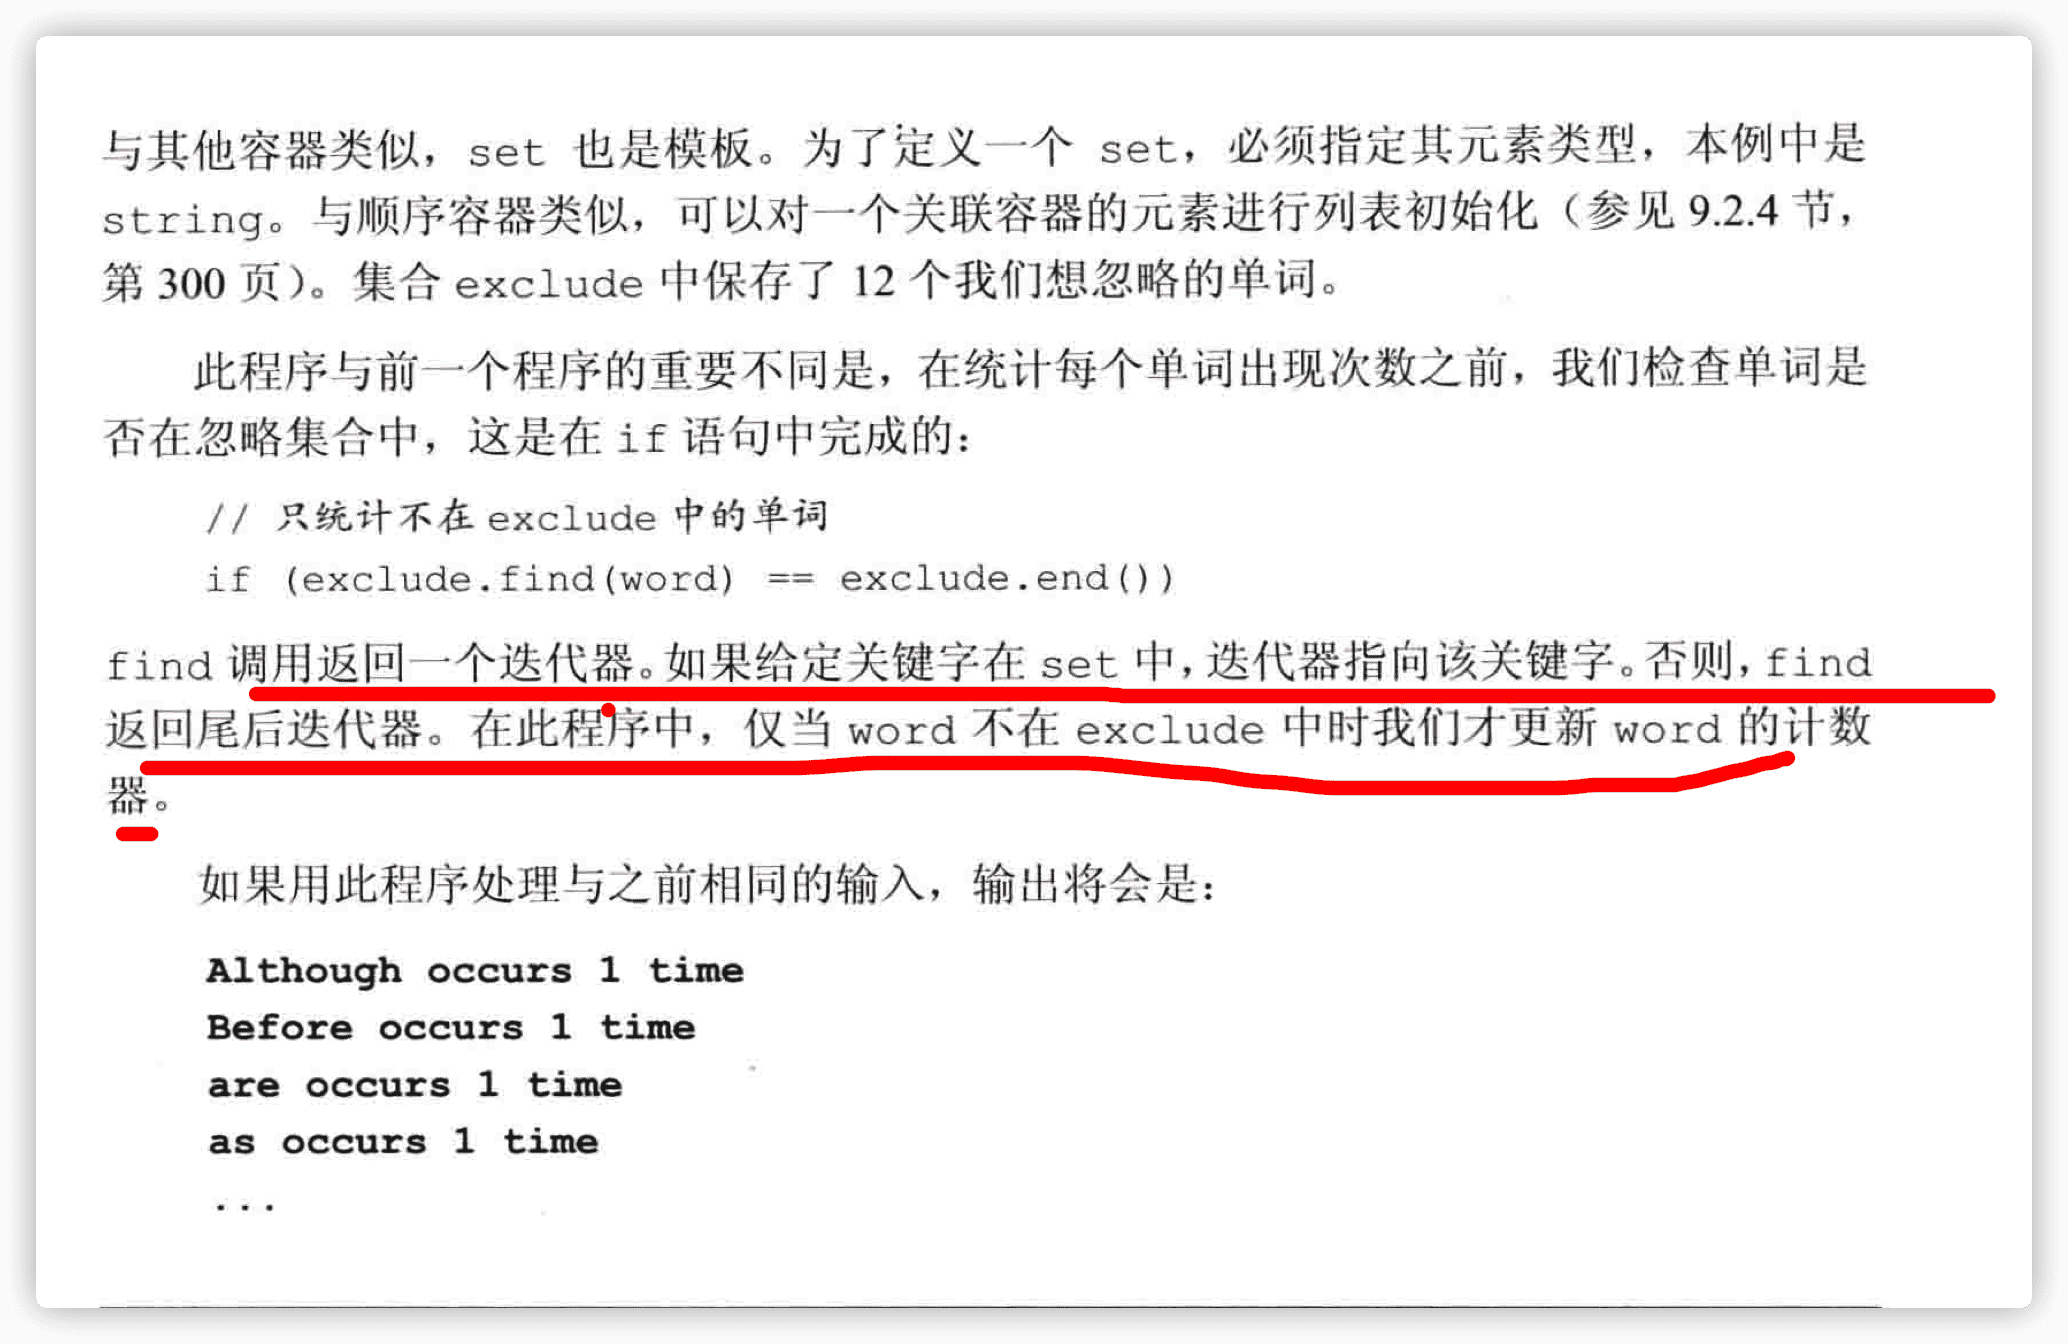 与其他容器类似，set 也是模板。为了定义一个 set，必须指定其元素类型，本例中是
string。与顺序容器类似，可以对一个关联容器的元素进行列表初始化（参见 9.2.4 节，
第 300 页）。集合 exclude 中保存了 12 个我们想忽略的单词。
此程序与前一个程序的重要不同是，在统计每个单词出现次数之前，我们检查单词是
否在忽略集合中，这是在 if 语句中完成的：
// 只统计不在 exclude 中的单词
if (exclude.find(word) == exclude.end())
find 调用返回一个迭代器。如果给定关键字在 set 中，迭代器指向该关键字。否则，find
返回尾后迭代器。在此程序中，仅当 word 不在 exclude 中时我们才更新 word 的计数
器。
如果用此程序处理与之前相同的输入，输出将会是：
Although occurs 1 time
Before occurs 1 time
are occurs 1 time
as occurs 1 time
...